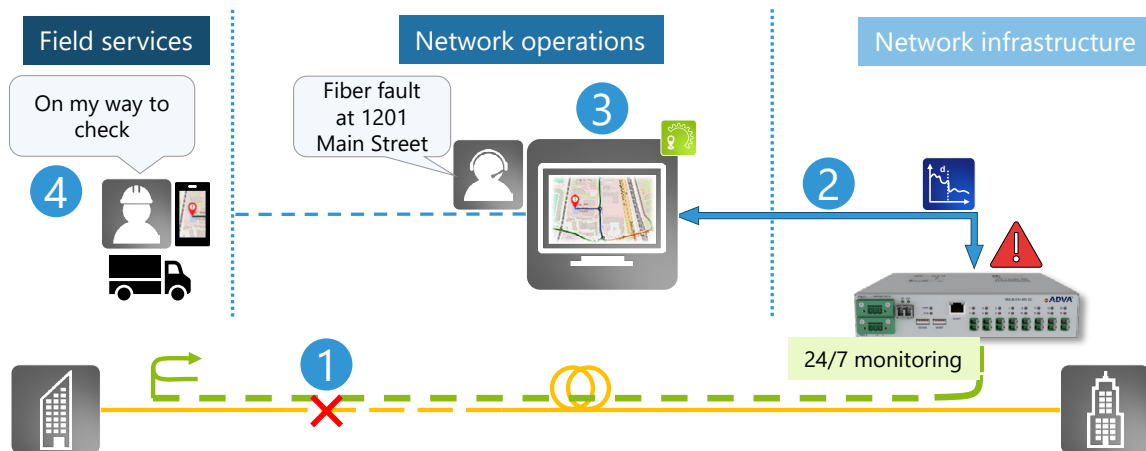 Field services
Network operations
Network infrastructure
On my way to
check
Fiber fault
at 1201
Main Street
3
4
2
d
ADVA
24/7 monitoring
1